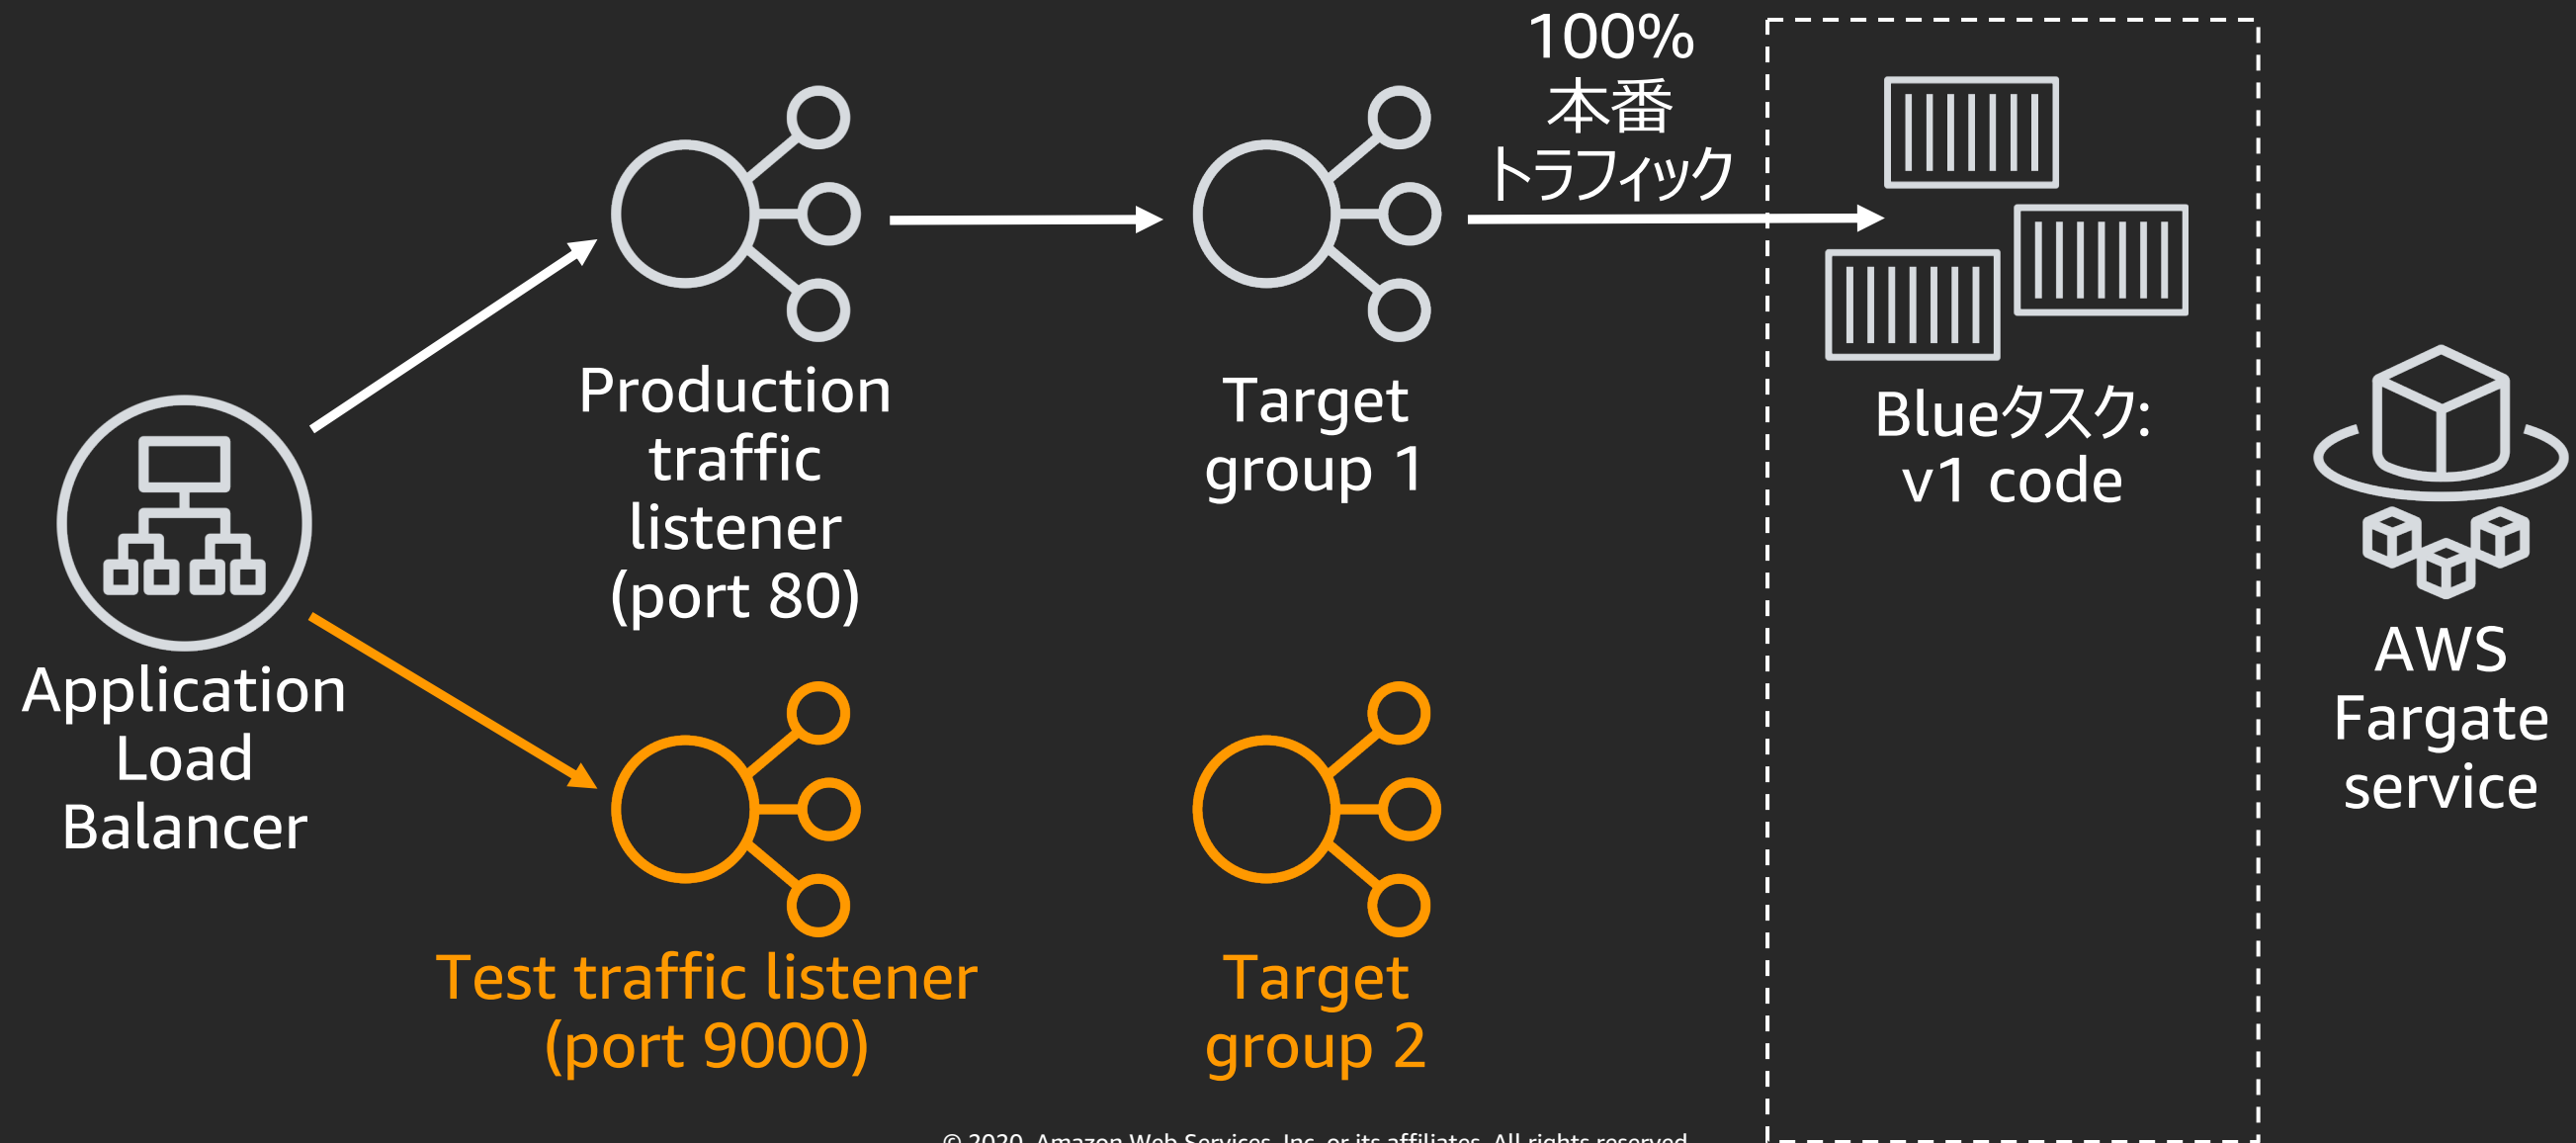 100%
本番
トラフィック
Production
traffic
listener
(port 80)
Target
group 1
Blueタスク:
v1 code
Application
Load
Balancer
AWS
Fargate
service
Test traffic listener
(port 9000)
Target
group 2
© 2020, Amazon Web Services, Inc. or its affiliates. All rights reserved.